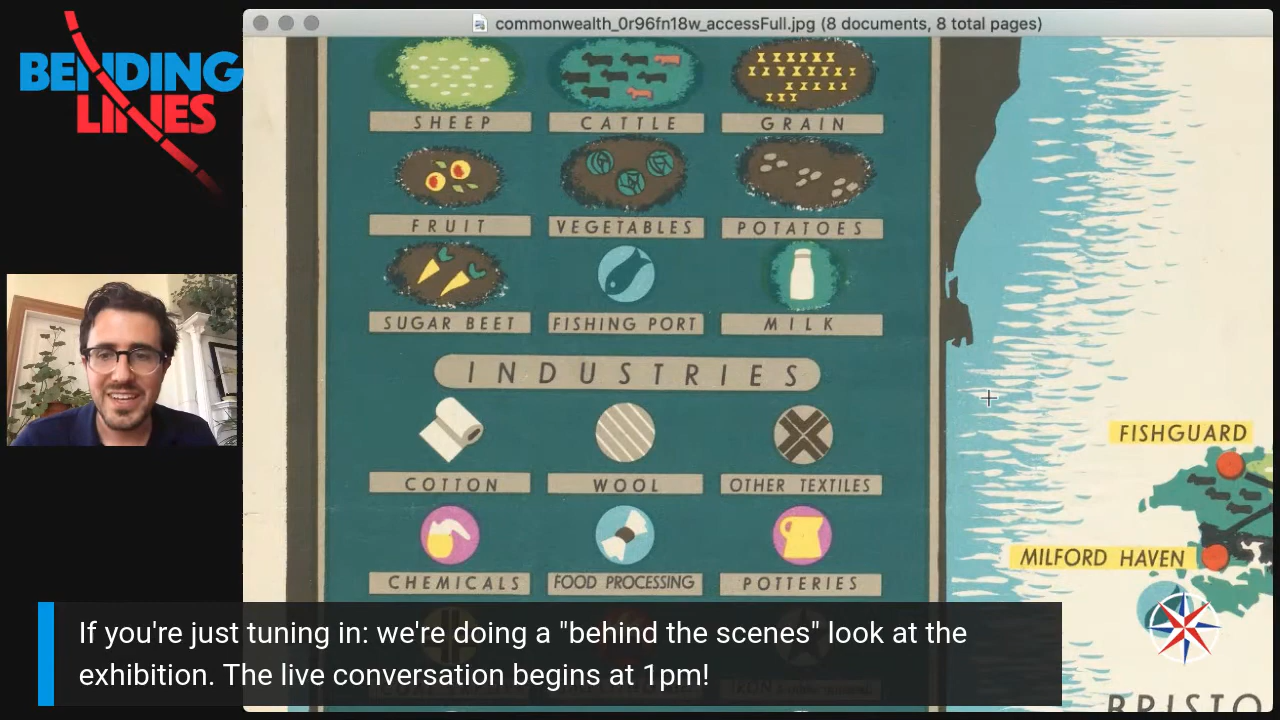 commonwealth_0r96fn18w_accessFull.jpg (8 documents, 8 total pages)
BENDING
LINES
SHEEP CATTLE GRAIN
FRUIT VEGETABLES POTATOES
SUGAR BEET FISHING PORT MILK
INDUSTRIES
COTTON WOOL OTHER TEXTILES
CHEMICALS FOOD PROCESSING POTTERIES
FISHGUARD
MILFORD HAVEN
If you're just tuning in: we're doing a "behind the scenes" look at the
exhibition. The live conversation begins at 1pm!
BRISTO